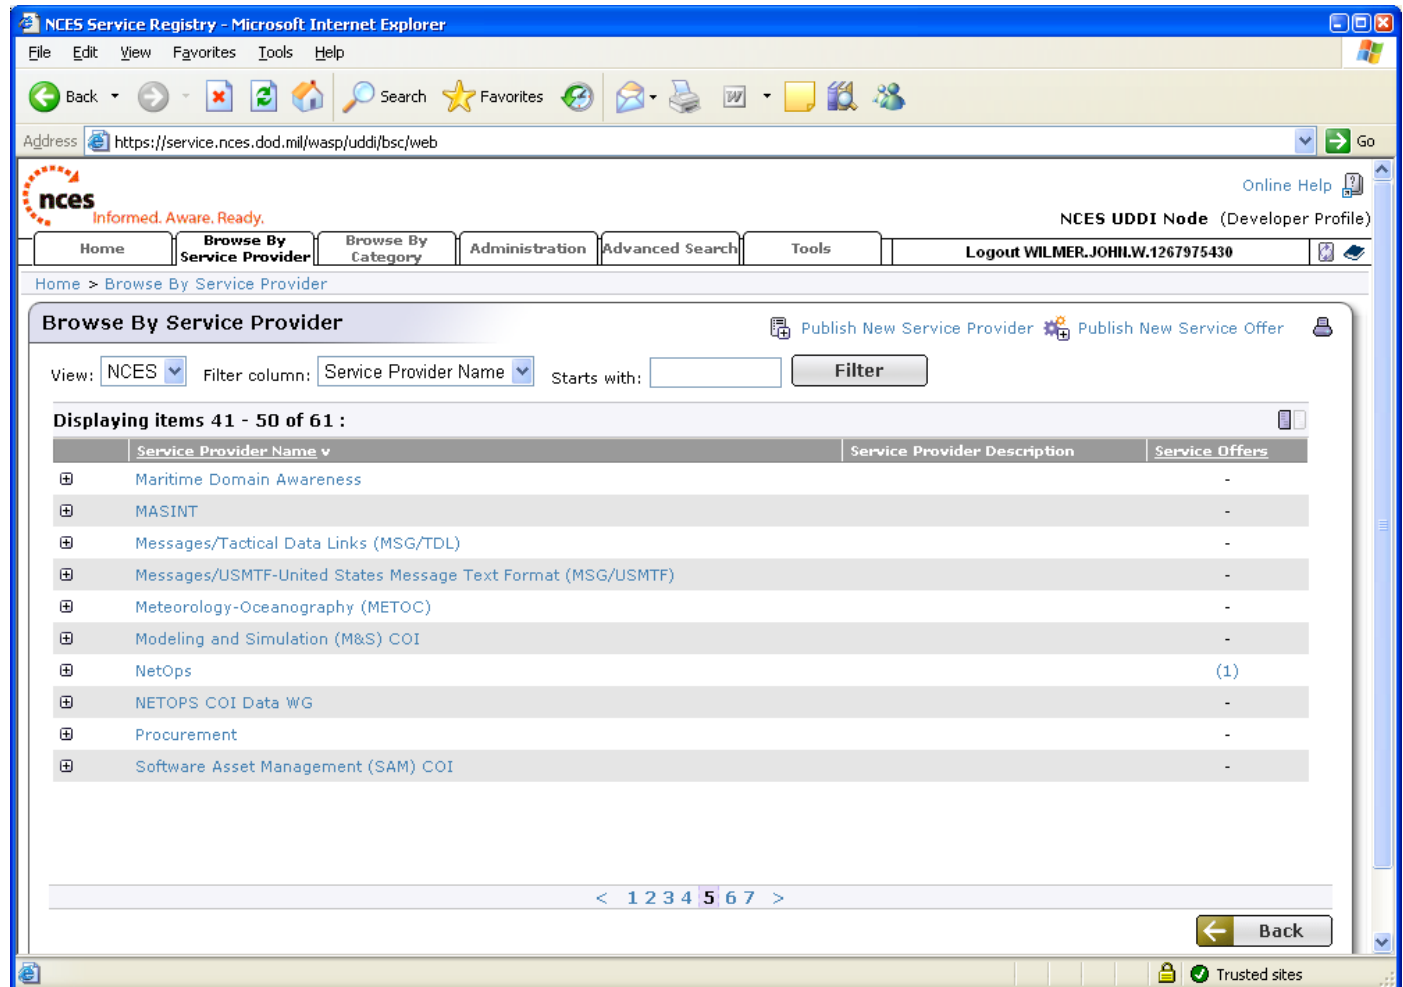 NCES Service Registry - Microsoft Internet Explorer
File Edit View Favorites Tools Help
Back Search Favorites
Address https://service.nces.dod.mil/wasp/uddi/bsc/web Go
nces
Informed. Aware. Ready.
Online Help
NCES UDDI Node (Developer Profile)
Home Browse By Service Provider Browse By Category Administration Advanced Search Tools Logout WILMER.JOHN.W.1267975430
Home > Browse By Service Provider
Browse By Service Provider Publish New Service Provider Publish New Service Offer
View: NCES Filter column: Service Provider Name Starts with: Filter
Displaying items 41 - 50 of 61 :
Service Provider Name v Service Provider Description Service Offers
Maritime Domain Awareness -
MASINT -
Messages/Tactical Data Links (MSG/TDL) -
Messages/USMTF-United States Message Text Format (MSG/USMTF) -
Meteorology-Oceanography (METOC) -
Modeling and Simulation (M&S) COI -
NetOps (1)
NETOPS COI Data WG -
Procurement -
Software Asset Management (SAM) COI -
< 1 2 3 4 5 6 7 >
Back
Trusted sites